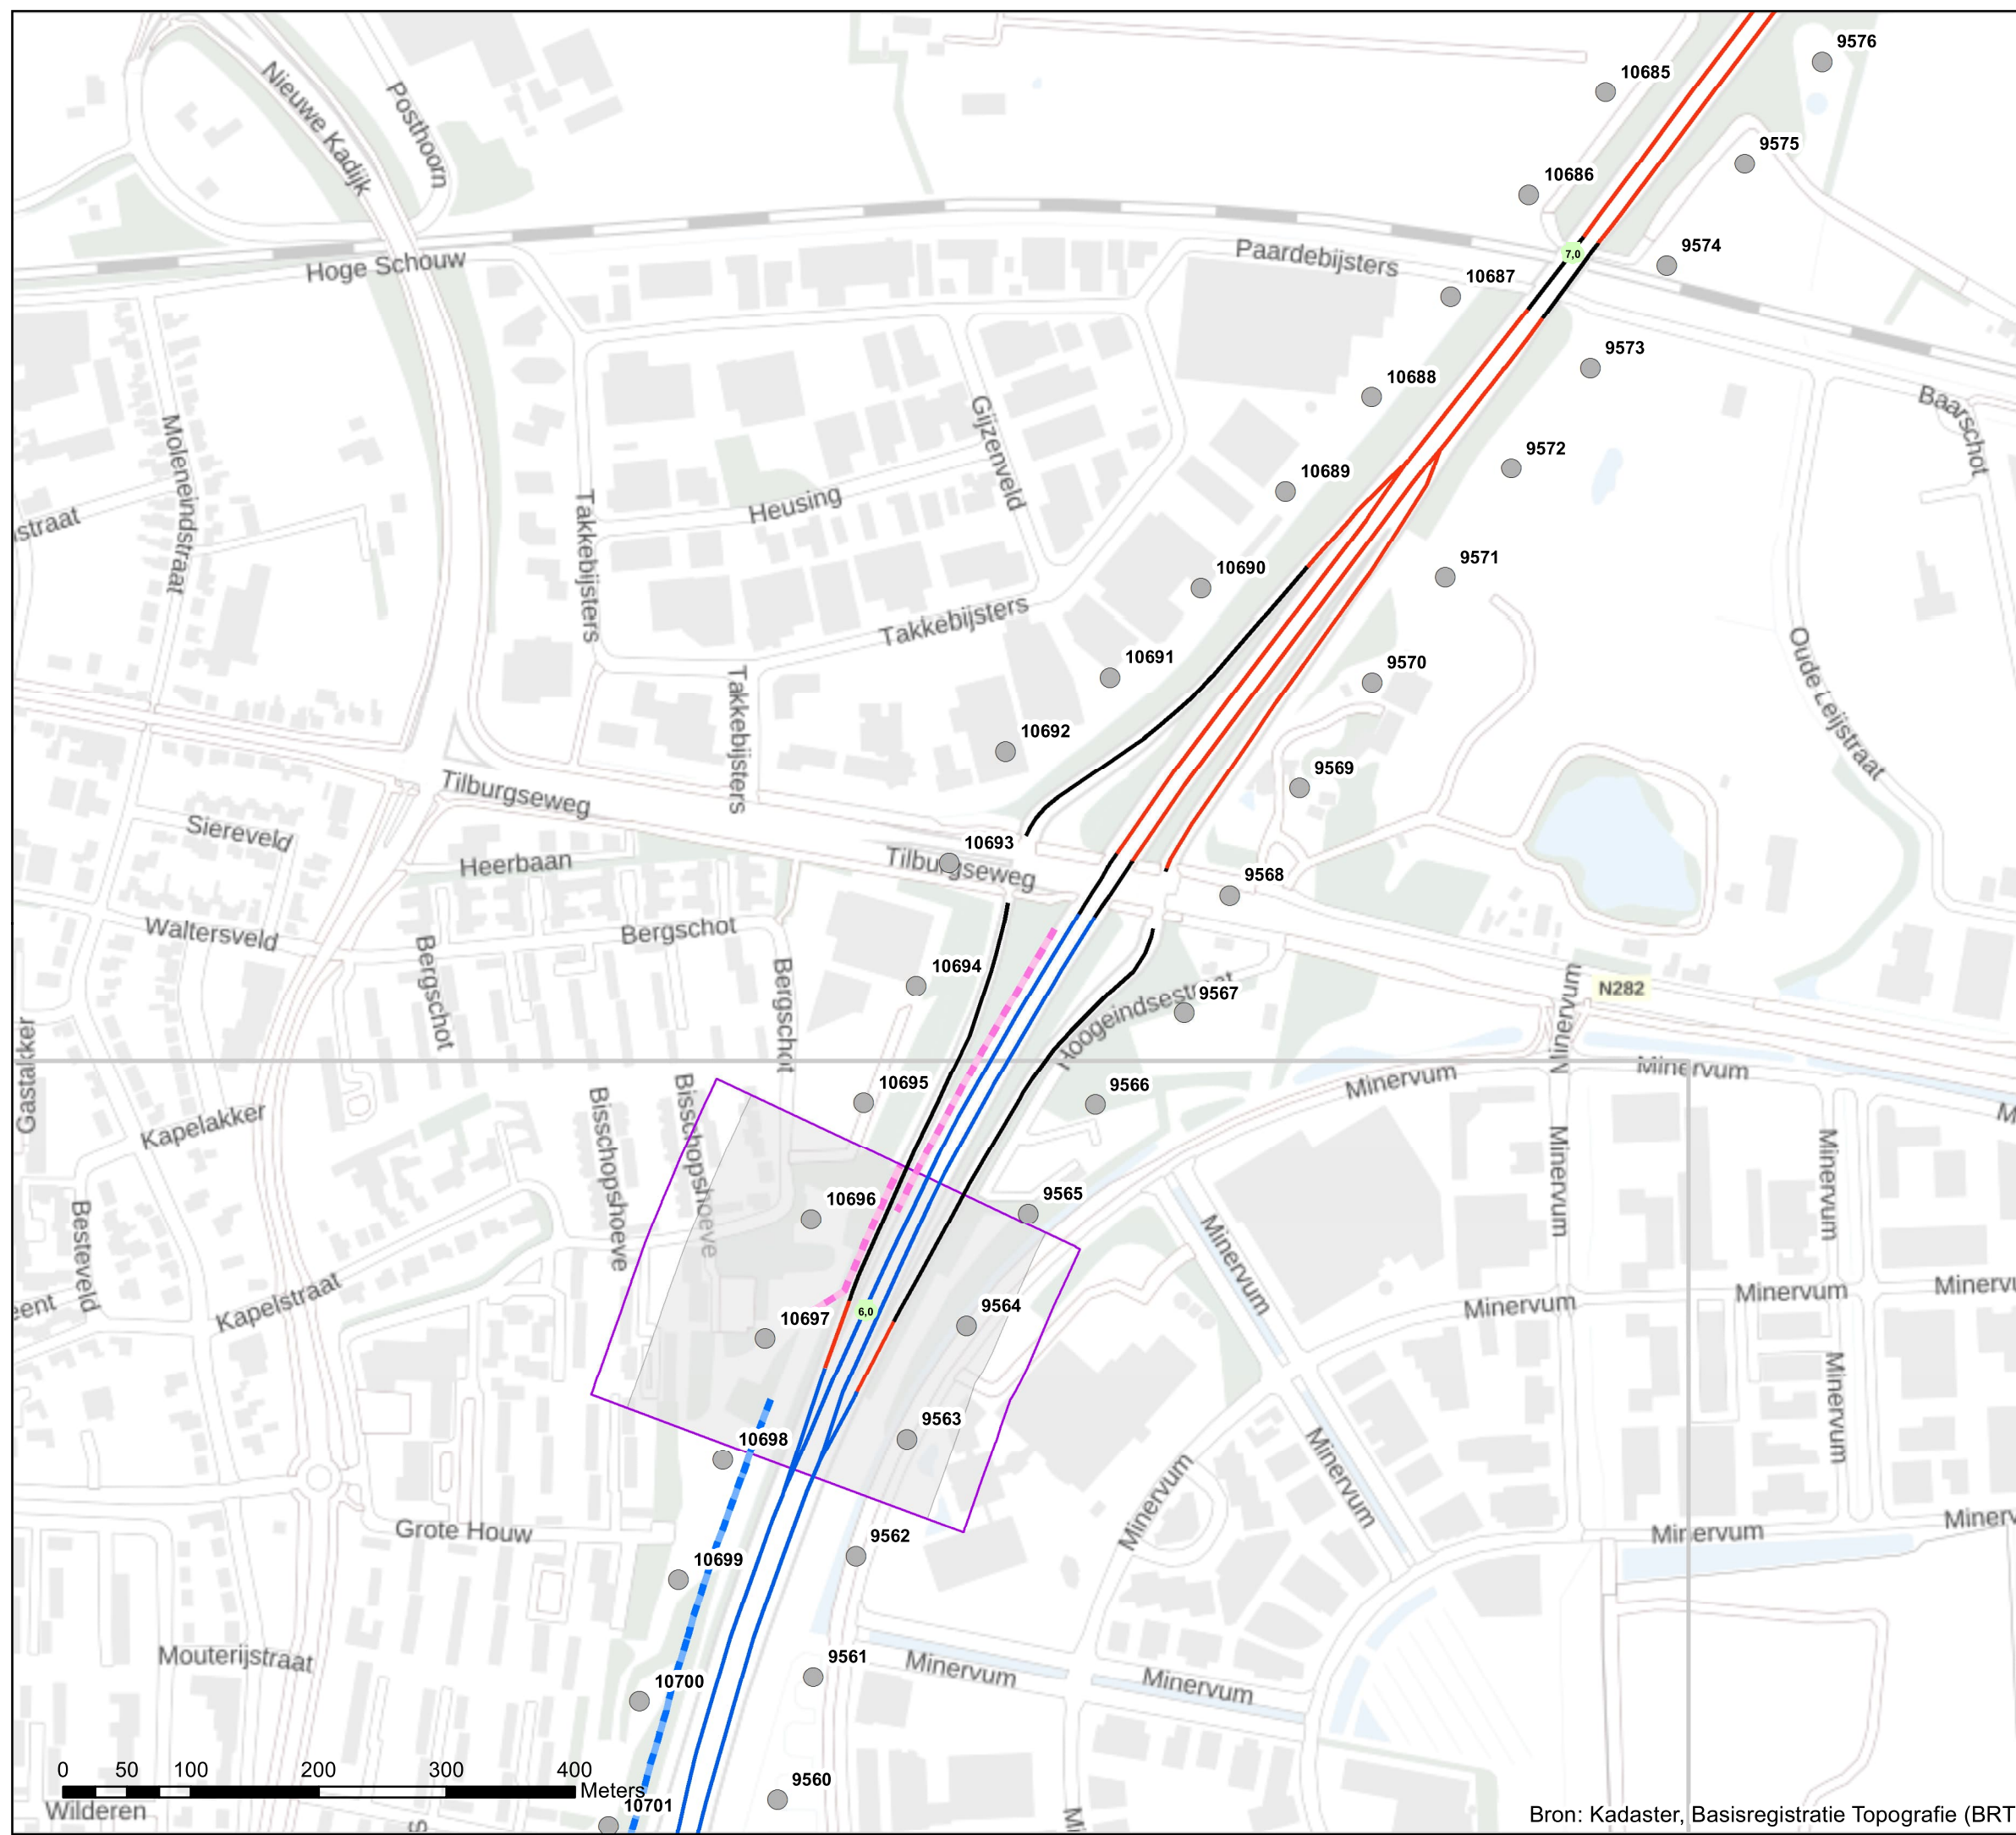 9576
10685
Nieuwe Kadijk
Posthoorn
9575
10686
9574
Hoge Schouw
Paardebijsters
7,0
10687
9573
10688
Baarschot
Gijzenveld
Moleneindstraat
9572
10689
Heusing
Takkebijsters
straat
9571
10690
Takkebijsters
10691
9570
Oude Leijstraat
Takkebijsters
10692
9569
Tilburgseweg
Siereveld
10693
Tilburgseweg
Heerbaan
9568
Waltersveld
Bergschot
Bergschot
Bergschot
10694
N282
Hoogeindsestraat
9567
Minervum
Gastakker
Minervum
Minervum
10695
9566
Bisschopshoeve
Bisschopshoeve
Kapelakker
M
Minervum
Minervum
10696
9565
Besteveld
Minervum
Kapelstraat
eent
Minervum
Minervum
Minervu
6,0
10697
9564
Minervum
9563
10698
Minervum
Minervum
Grote Houw
Minervum
Minerv
9562
10699
Mouterijstraat
9561
Minervum
Minervum
10700
0 50 100 200 300 400
Meters
9560
10701
Wilderen
Mi
s
Bron: Kadaster, Basisregistratie Topografie (BRT